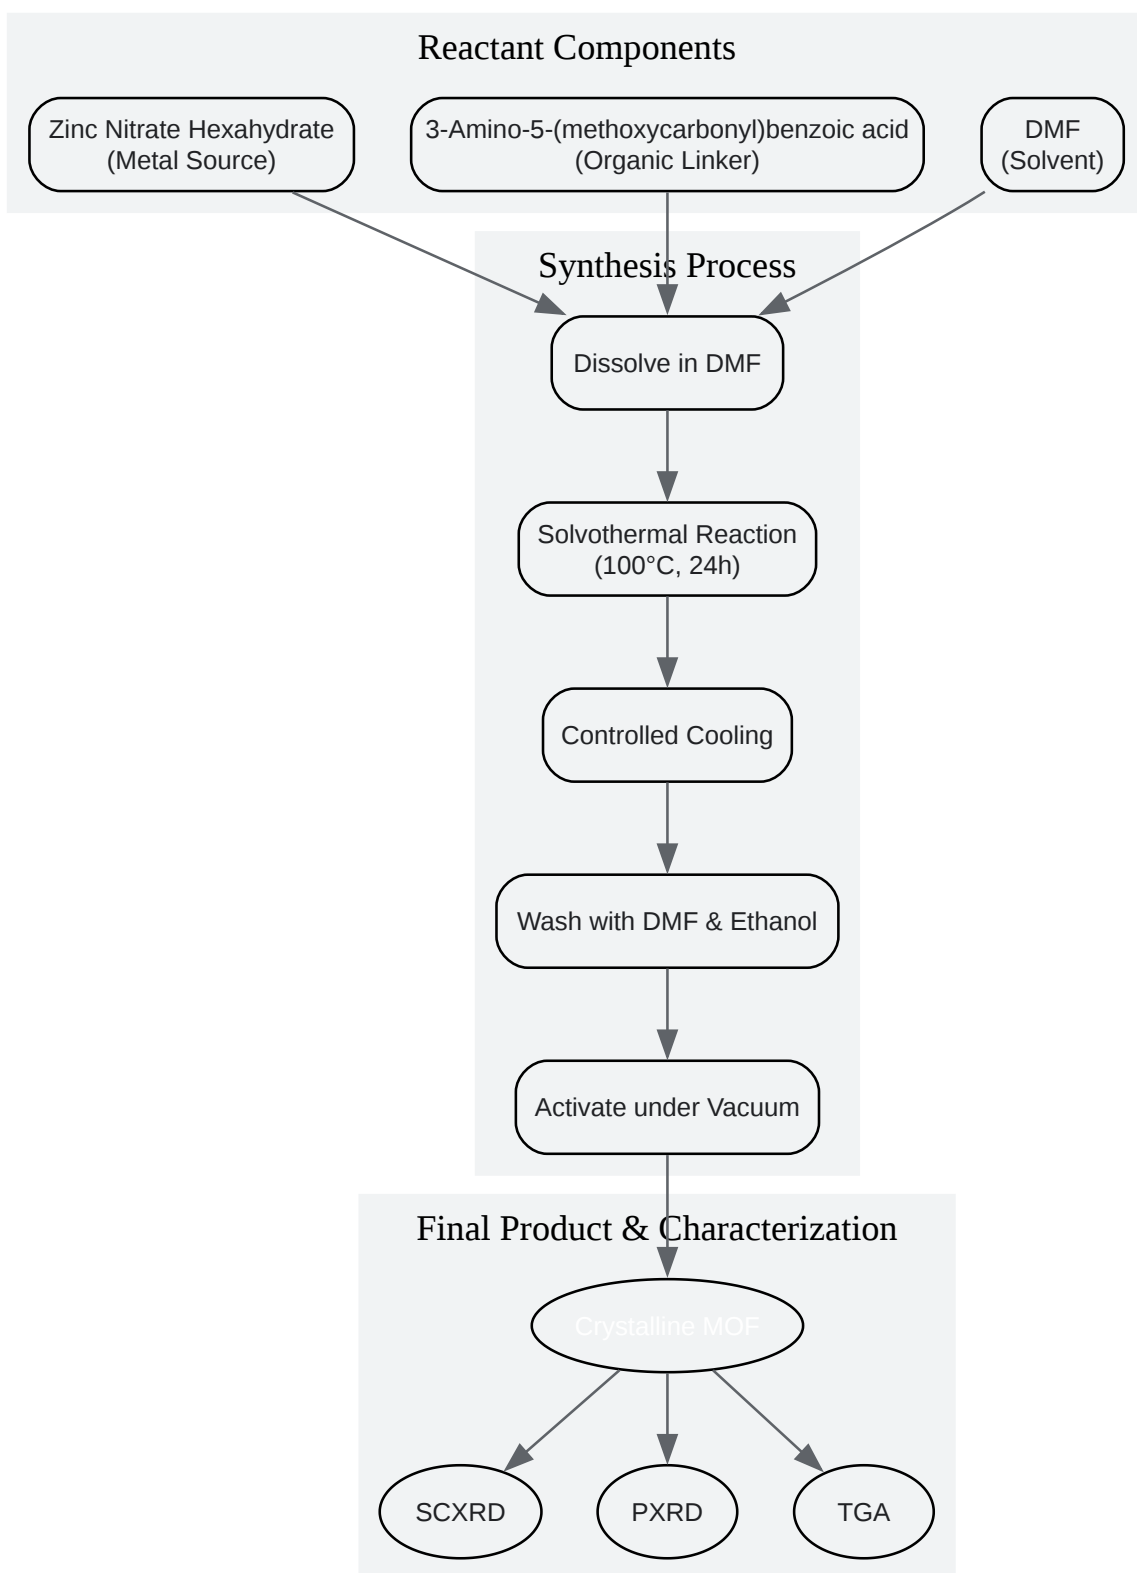 Reactant Components
Zinc Nitrate Hexahydrate
(Metal Source)
3-Amino-5-(methoxycarbonyl)benzoic acid
(Organic Linker)
DMF
(Solvent)
Synthesis Process
Dissolve in DMF
Solvothermal Reaction
(100°C, 24h)
Controlled Cooling
Wash with DMF & Ethanol
Activate under Vacuum
Final Product & Characterization
Crystalline MOF
SCXRD
PXRD
TGA